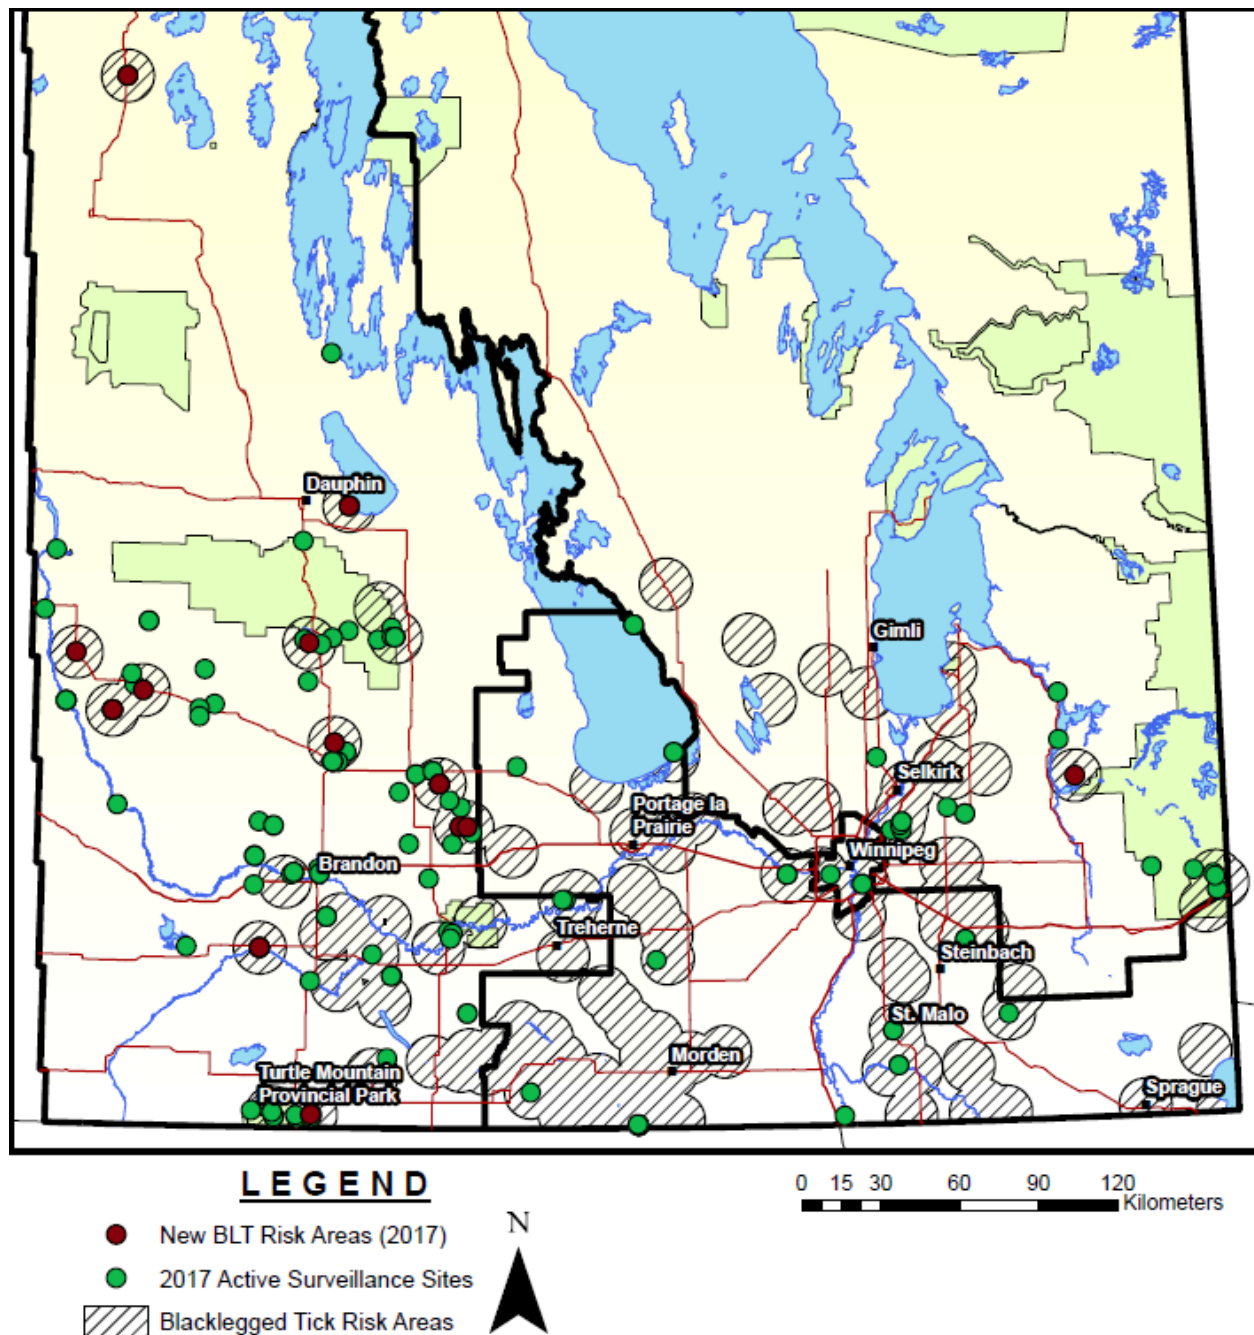 Dauphin
Gimli
Selkirk
Portage la
Prairie
Winnipeg
Brandon
Treherne
Steinbach
St. Malo
Morden
Turtle Mountain
Provincial Park
Sprague
LEGEND
New BLT Risk Areas (2017)
2017 Active Surveillance Sites
Blacklegged Tick Risk Areas
N
0 15 30 60 90 120
Kilometers